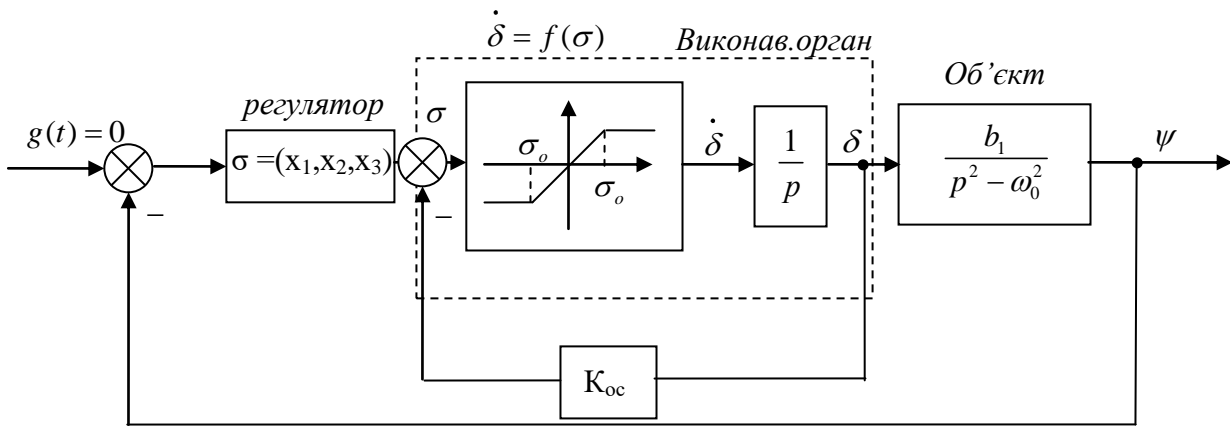 δ̇ = f(σ)
Виконав.орган
Об’єкт
регулятор
g(t) = 0
σ =(x₁,x₂,x₃)
σ
σₒ
σₒ
δ̇
1/p
δ
b₁/(p² − ω₀²)
ψ
−
−
Kос